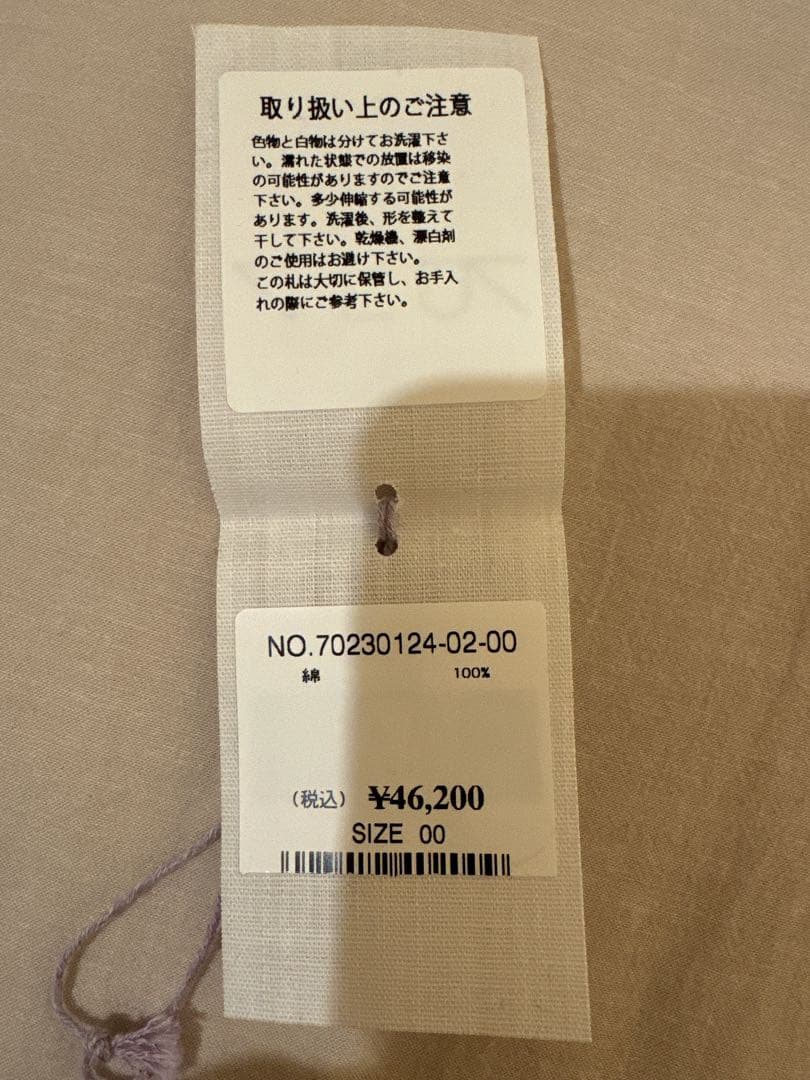 取り扱い上のご注意
色物と白物は分けてお洗濯下さ
い。濡れた状態での放置は移染
の可能性がありますのでご注意
下さい。多少伸縮する可能性が
あります。洗濯後、形を整えて
干して下さい。乾燥機、漂白剤
のご使用はお避け下さい。
この札は大切に保管し、お手入
れの際にご参考下さい。
NO.70230124-02-00
綿 100%
(税込) ¥46,200
SIZE 00